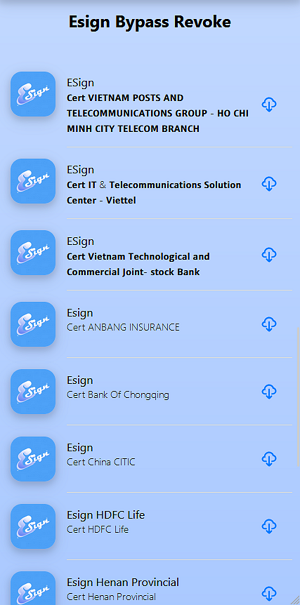 Esign Bypass Revoke
ESign
Cert VIETNAM POSTS AND
TELECOMMUNICATIONS GROUP - HO CHI
MINH CITY TELECOM BRANCH
ESign
Cert IT & Telecommunications Solution
Center - Viettel
ESign
Cert Vietnam Technological and
Commercial Joint- stock Bank
Esign
Cert ANBANG INSURANCE
Esign
Cert Bank Of Chongqing
Esign
Cert China CITIC
Esign HDFC Life
Cert HDFC Life
Esign Henan Provincial
Cert Henan Provincial